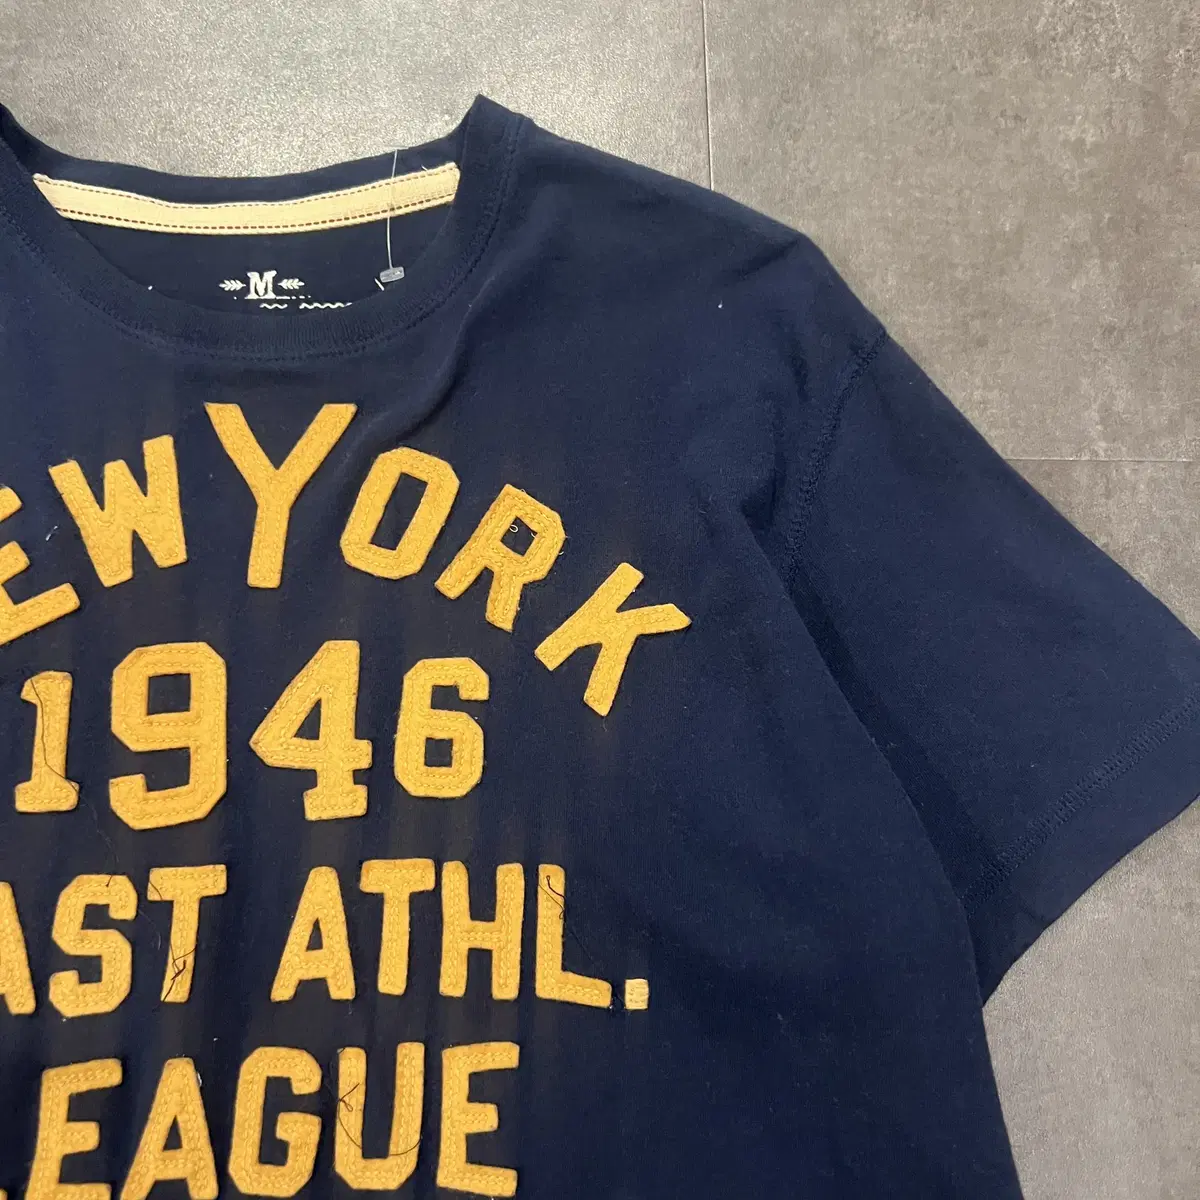 M
EWYORK
1946
AST ATHL.
EAGUE